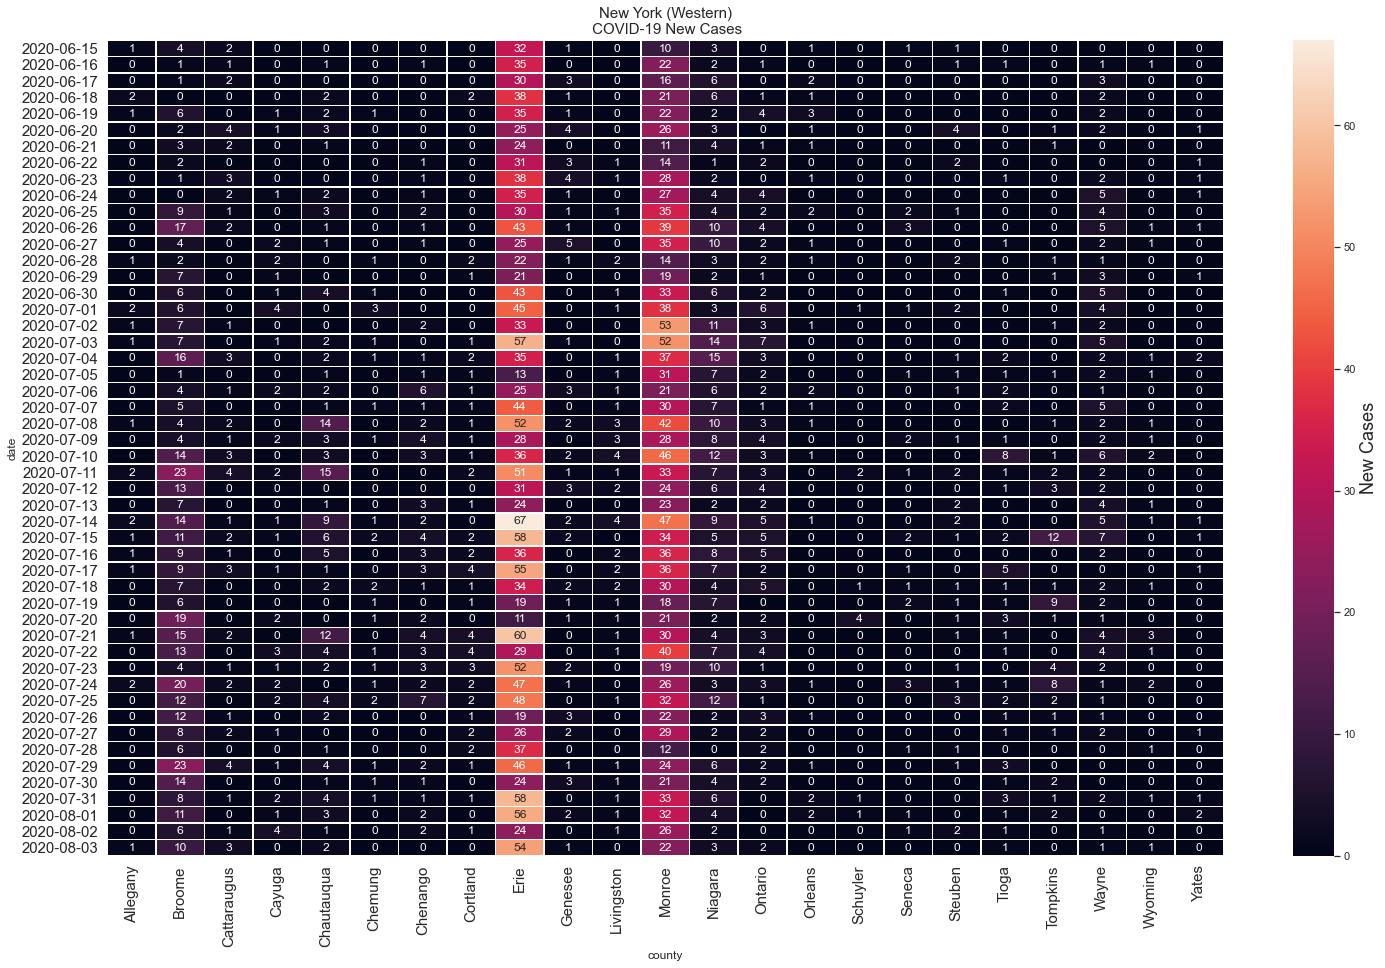 New York (Western)
COVID-19 New Cases
2020-06-15 1 4 2 0 0 0 0 0 32 1 0 10 3 0 1 0 1 1 0 0 0 0 0
2020-06-16 0 1 1 0 1 0 1 0 35 0 0 22 2 1 0 0 0 1 1 0 1 1 0
2020-06-17 0 1 2 0 0 0 0 0 30 3 0 16 6 0 2 0 0 0 0 0 3 0 0
2020-06-18 2 0 0 0 2 0 0 2 38 1 0 21 6 1 1 0 0 0 0 0 2 0 0
2020-06-19 1 6 0 1 2 1 0 0 35 1 0 22 2 4 3 0 0 0 0 0 2 0 0
2020-06-20 0 2 4 1 3 0 0 0 25 4 0 26 3 0 1 0 0 4 0 1 2 0 1
2020-06-21 0 3 2 0 1 0 0 0 24 0 0 11 4 1 1 0 0 0 0 1 0 0 0
2020-06-22 0 2 0 0 0 0 1 0 31 3 1 14 1 2 0 0 0 2 0 0 0 0 1
2020-06-23 0 1 3 0 0 0 1 0 38 4 1 28 2 0 1 0 0 0 1 0 2 0 1
2020-06-24 0 0 2 1 2 0 1 0 35 1 0 27 4 4 0 0 0 0 0 0 5 0 1
2020-06-25 0 9 1 0 3 0 2 0 30 1 1 35 4 2 2 0 2 1 0 0 4 0 0
2020-06-26 0 17 2 0 1 0 1 0 43 1 0 39 10 4 0 0 3 0 0 0 5 1 1
2020-06-27 0 4 0 2 1 0 1 0 25 5 0 35 10 2 1 0 0 0 1 0 2 1 0
2020-06-28 1 2 0 2 0 1 0 2 22 1 2 14 3 2 1 0 0 2 0 1 1 0 0
2020-06-29 0 7 0 1 0 0 0 1 21 0 0 19 2 1 0 0 0 0 0 1 3 0 1
2020-06-30 0 6 0 1 4 1 0 0 43 0 1 33 6 2 0 0 0 0 1 0 5 0 0
2020-07-01 2 6 0 4 0 3 0 0 45 0 1 38 3 6 0 1 1 2 0 0 4 0 0
2020-07-02 1 7 1 0 0 0 2 0 33 0 0 53 11 3 1 0 0 0 0 1 2 0 0
2020-07-03 1 7 0 1 2 1 0 1 57 1 0 52 14 7 0 0 0 0 0 0 5 0 0
2020-07-04 0 16 3 0 2 1 1 2 35 0 1 37 15 3 0 0 0 1 2 0 2 1 2
2020-07-05 0 1 0 0 1 0 1 1 13 0 1 31 7 2 0 0 1 1 1 1 2 1 0
2020-07-06 0 4 1 2 2 0 6 1 25 3 1 21 6 2 2 0 0 1 2 0 1 0 0
2020-07-07 0 5 0 0 1 1 1 1 44 0 1 30 7 1 1 0 0 0 2 0 5 0 0
2020-07-08 1 4 2 0 14 0 2 1 52 2 3 42 10 3 1 0 0 0 0 1 2 1 0
2020-07-09 0 4 1 2 3 1 4 1 28 0 3 28 8 4 0 0 2 1 1 0 2 1 0
2020-07-10 0 14 3 0 3 0 3 1 36 2 4 46 12 3 1 0 0 0 8 1 6 2 0
2020-07-11 2 23 4 2 15 0 0 2 51 1 1 33 7 3 0 2 1 2 1 2 2 0 0
2020-07-12 0 13 0 0 0 0 0 0 31 3 2 24 6 4 0 0 0 0 1 3 2 0 0
2020-07-13 0 7 0 0 1 0 3 1 24 0 0 23 2 2 0 0 0 2 0 0 4 1 0
2020-07-14 2 14 1 1 9 1 2 0 67 2 4 47 9 5 1 0 0 2 0 0 5 1 1
2020-07-15 1 11 2 1 6 2 4 2 58 2 0 34 5 5 0 0 2 1 2 12 7 0 1
2020-07-16 1 9 1 0 5 0 3 2 36 0 2 36 8 5 0 0 0 0 0 0 2 0 0
2020-07-17 1 9 3 1 1 0 3 4 55 0 2 36 7 2 0 0 1 0 5 0 0 0 1
2020-07-18 0 7 0 0 2 2 1 1 34 2 2 30 4 5 0 1 1 1 1 1 2 1 0
2020-07-19 0 6 0 0 0 1 0 1 19 1 1 18 7 0 0 0 2 1 1 9 2 0 0
2020-07-20 0 19 0 2 0 1 2 0 11 1 1 21 2 2 0 4 0 1 3 1 1 0 0
2020-07-21 1 15 2 0 12 0 4 4 60 0 1 30 4 3 0 0 0 1 1 0 4 3 0
2020-07-22 0 13 0 3 4 1 3 4 29 0 1 40 7 4 0 0 0 0 1 0 4 1 0
2020-07-23 0 4 1 1 2 1 3 3 52 2 0 19 10 1 0 0 0 1 0 4 2 0 0
2020-07-24 2 20 2 2 0 1 2 2 47 1 0 26 3 3 1 0 3 1 1 8 1 2 0
2020-07-25 0 12 0 2 4 2 7 2 48 0 1 32 12 1 0 0 0 3 2 2 1 0 0
2020-07-26 0 12 1 0 2 0 0 1 19 3 0 22 2 3 1 0 0 0 1 1 1 0 0
2020-07-27 0 8 2 1 0 0 0 2 26 2 0 29 2 2 0 0 0 0 1 1 2 0 1
2020-07-28 0 6 0 0 1 0 0 2 37 0 0 12 0 2 0 0 1 1 0 0 0 1 0
2020-07-29 0 23 4 1 4 1 2 1 46 1 1 24 6 2 1 0 0 1 3 0 0 0 0
2020-07-30 0 14 0 0 1 1 1 0 24 3 1 21 4 2 0 0 0 0 1 2 0 0 0
2020-07-31 0 8 1 2 4 1 1 1 58 0 1 33 6 0 2 1 0 0 3 1 2 1 1
2020-08-01 0 11 0 1 3 0 2 0 56 2 1 32 4 0 2 1 1 0 1 2 0 0 2
2020-08-02 0 6 1 4 1 0 2 1 24 0 1 26 2 0 0 0 1 2 1 0 1 0 0
2020-08-03 1 10 3 0 2 0 0 0 54 1 0 22 3 2 0 0 0 0 1 0 1 1 0
date
Allegany Broome Cattaraugus Cayuga Chautauqua Chemung Chenango Cortland Erie Genesee Livingston Monroe Niagara Ontario Orleans Schuyler Seneca Steuben Tioga Tompkins Wayne Wyoming Yates
county
60
50
40
30
20
10
0
New Cases